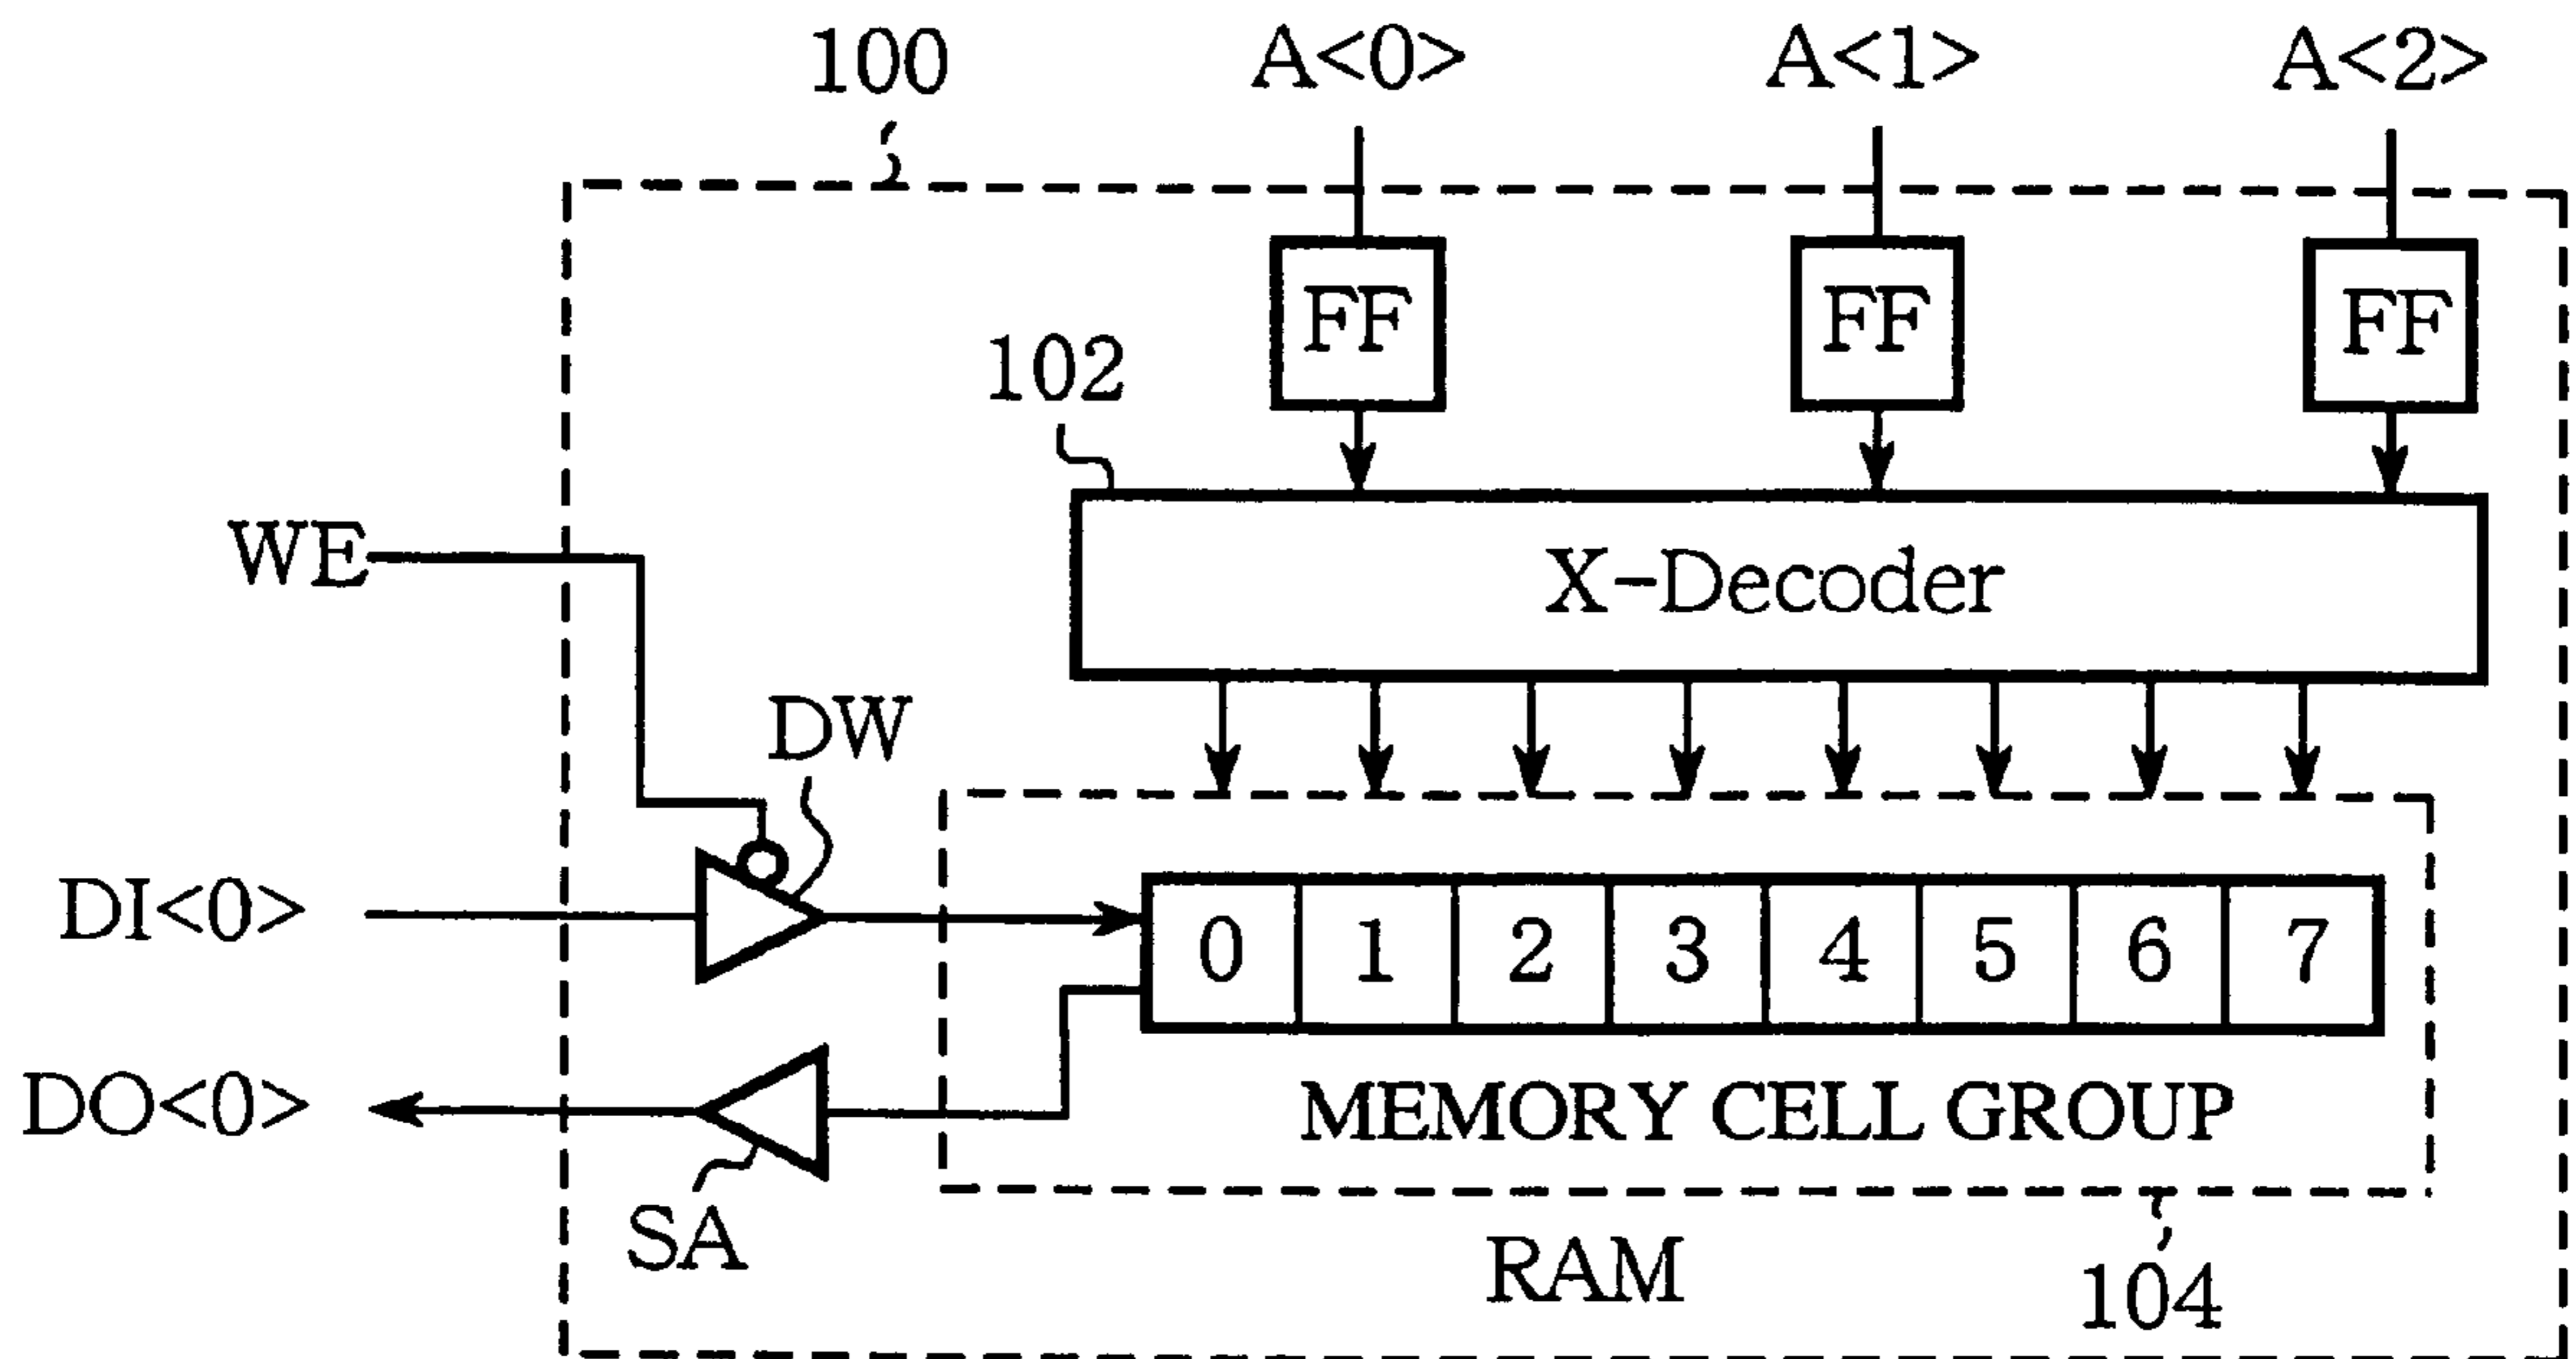 100 A<0> A<1> A<2>
FF FF FF
102
X-Decoder
WE
DW
DI<0>
0 1 2 3 4 5 6 7
DO<0>
MEMORY CELL GROUP
SA
RAM
104